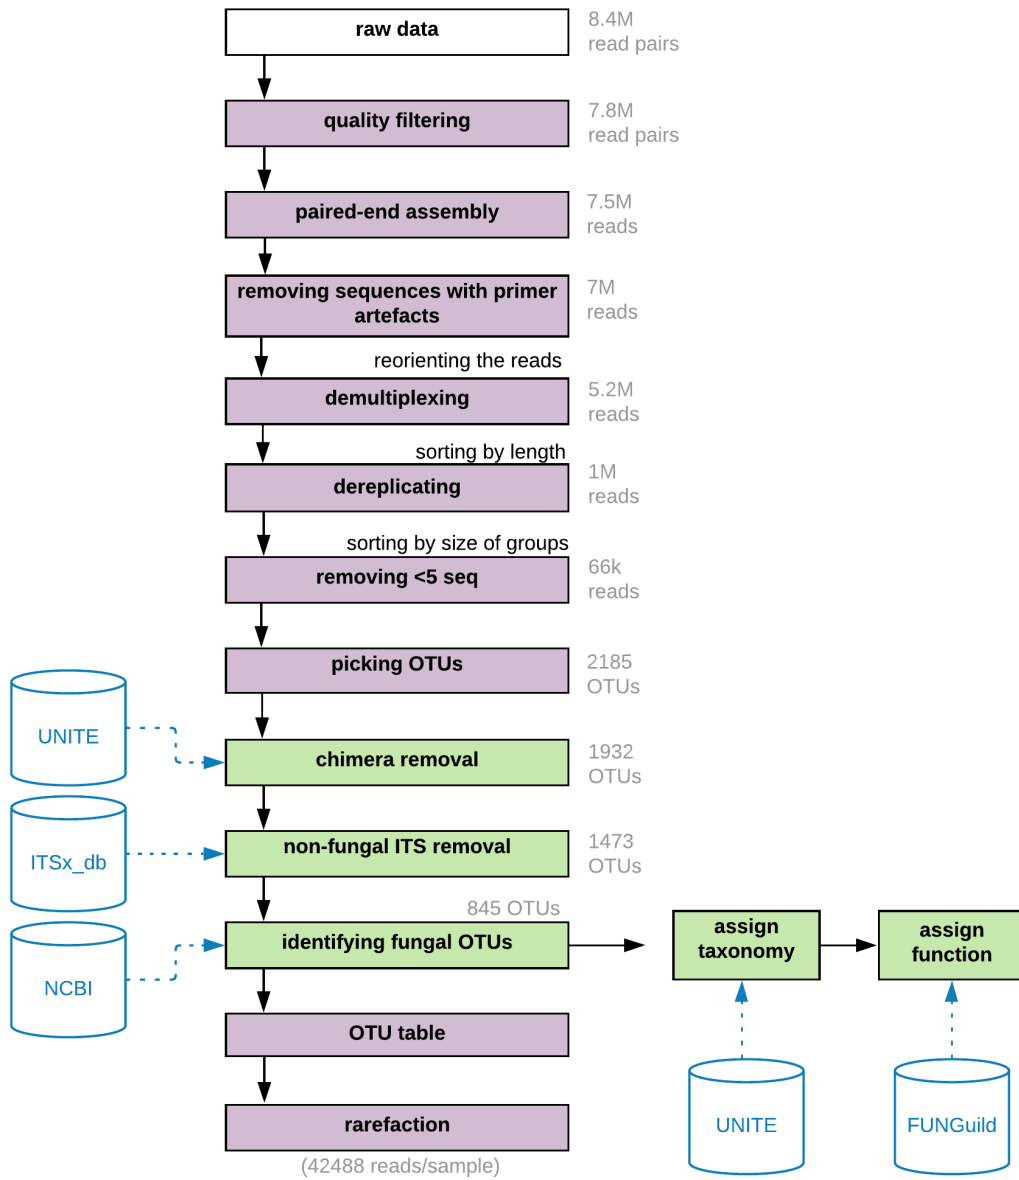 raw data
8.4M
read pairs
quality filtering
7.8M
read pairs
paired-end assembly
7.5M
reads
removing sequences with primer
artefacts
7M
reads
reorienting the reads
demultiplexing
5.2M
reads
sorting by length
dereplicating
1M
reads
sorting by size of groups
removing <5 seq
66k
reads
picking OTUs
2185
OTUs
UNITE
chimera removal
1932
OTUs
ITSx_db
non-fungal ITS removal
1473
OTUs
845 OTUs
NCBI
identifying fungal OTUs
assign
taxonomy
assign
function
OTU table
UNITE
FUNGuild
rarefaction
(42488 reads/sample)